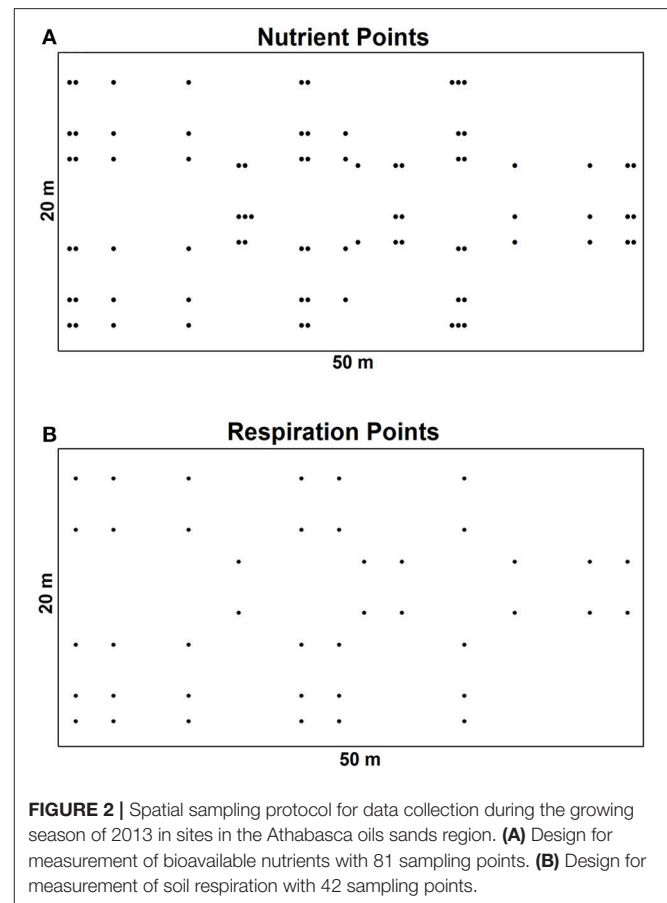 A
Nutrient Points
20 m
50 m
B
Respiration Points
20 m
50 m
FIGURE 2 | Spatial sampling protocol for data collection during the growing
season of 2013 in sites in the Athabasca oils sands region. (A) Design for
measurement of bioavailable nutrients with 81 sampling points. (B) Design for
measurement of soil respiration with 42 sampling points.